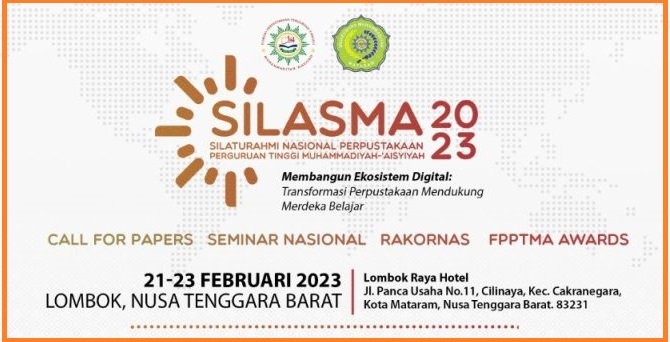 SILASMA 2023
SILATURAHMI NASIONAL PERPUSTAKAAN
PERGURUAN TINGGI MUHAMMADIYAH-'AISYIYAH
Membangun Ekosistem Digital:
Transformasi Perpustakaan Mendukung
Merdeka Belajar
CALL FOR PAPERS SEMINAR NASIONAL RAKORNAS FPPTMA AWARDS
21-23 FEBRUARI 2023
LOMBOK, NUSA TENGGARA BARAT
Lombok Raya Hotel
Jl. Panca Usaha No.11, Cilinaya, Kec. Cakranegara,
Kota Mataram, Nusa Tenggara Barat. 83231